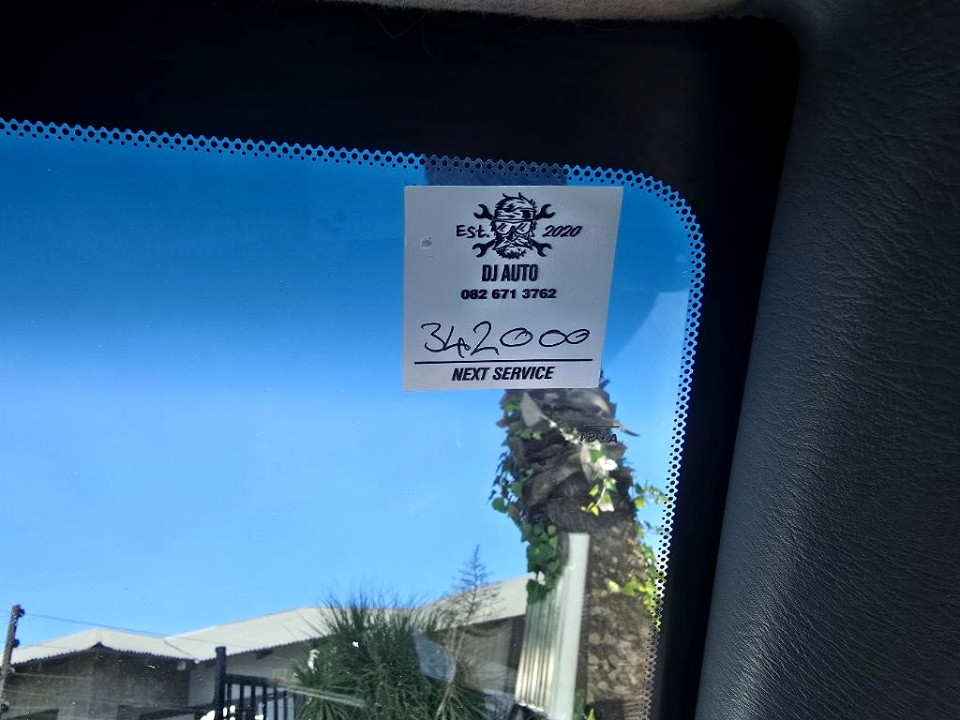 Est. 2020
DJ AUTO
082 671 3762
342000
NEXT SERVICE